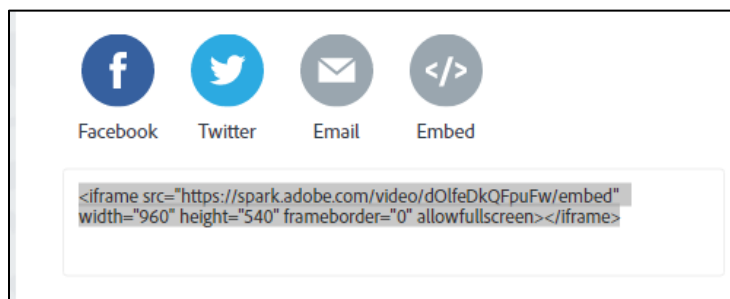 Facebook Twitter Email Embed
<iframe src="https://spark.adobe.com/video/dOlfeDkQFpuFw/embed"
width="960" height="540" frameborder="0" allowfullscreen></iframe>